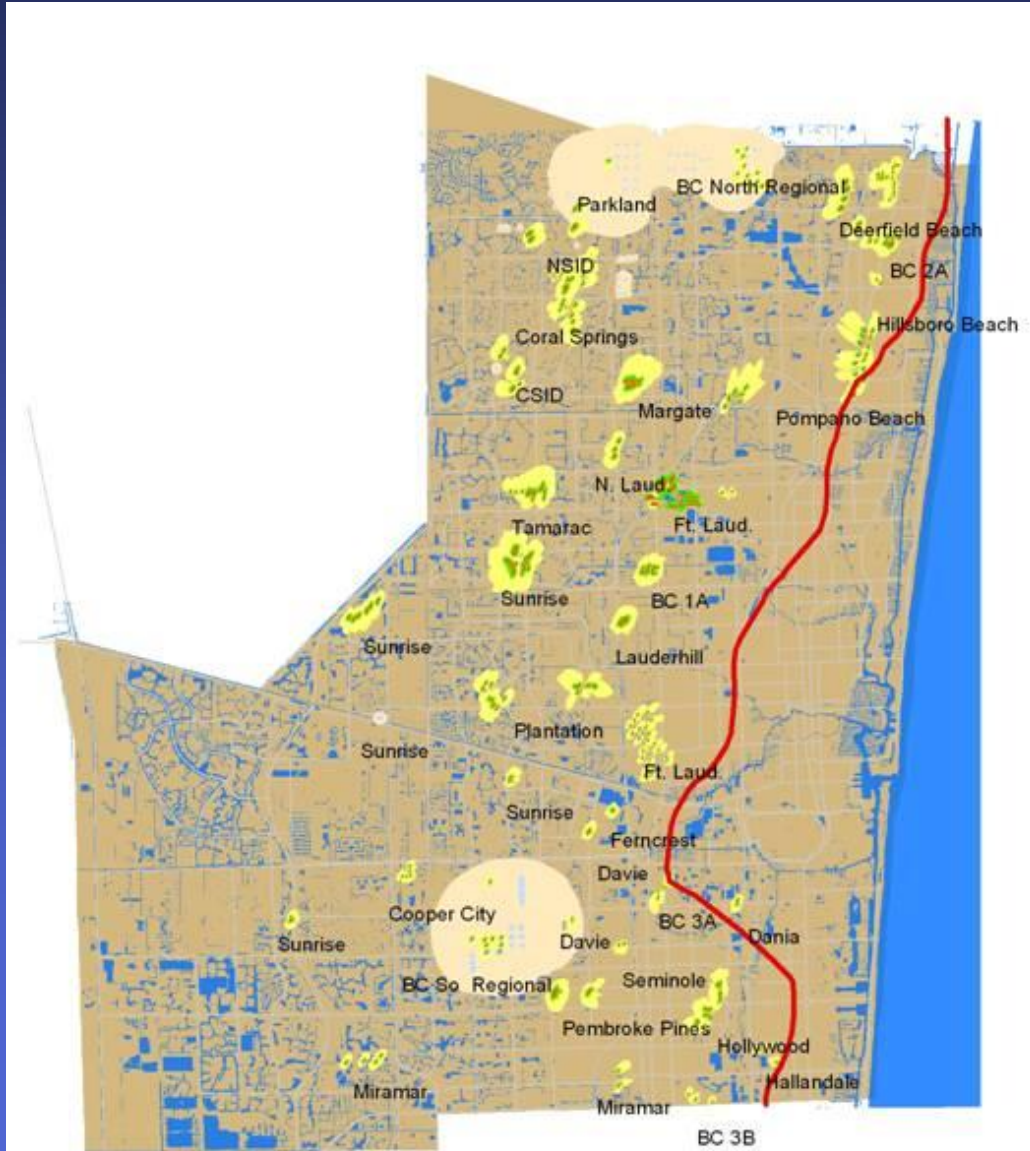 BC North Regional
Parkland
Deerfield Beach
NSID
BC 2A
Hillsboro Beach
Coral Springs
CSID
Margate
Pompano Beach
N. Laud.
Tamarac
Ft. Laud.
Sunrise
BC 1A
Sunrise
Lauderhill
Plantation
Sunrise
Ft. Laud.
Sunrise
Ferncrest
Davie
Cooper City
BC 3A
Sunrise
Davie
Dania
BC So. Regional
Seminole
Pembroke Pines
Hollywood
Hallandale
Miramar
Miramar
BC 3B